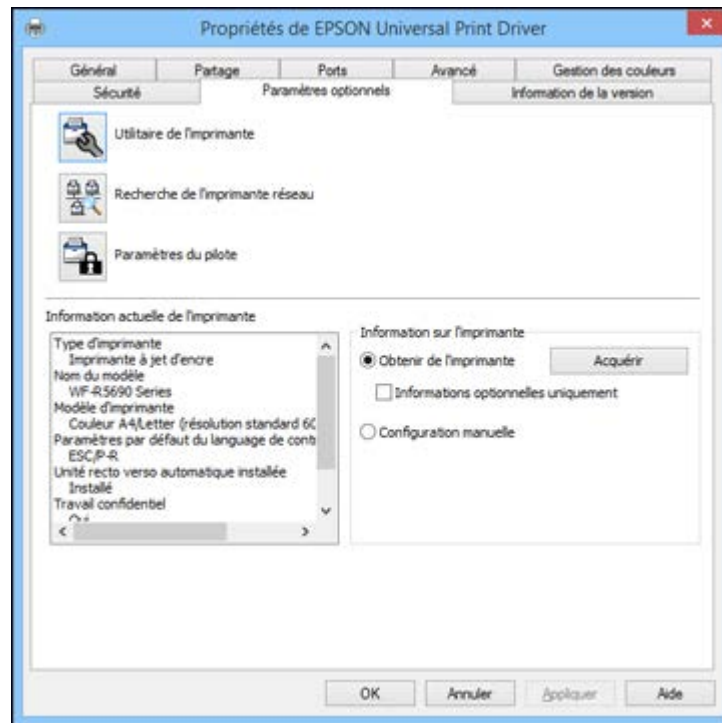 Propriétés de EPSON Universal Print Driver
Général Partage Ports Avancé Gestion des couleurs
Sécurité Paramètres optionnels Information de la version
Utilitaire de l'imprimante
Recherche de l'imprimante réseau
Paramètres du pilote
Information actuelle de l'imprimante
Type d'imprimante
Imprimante à jet d'encre
Nom du modèle
WF-R5690 Series
Modèle d'imprimante
Couleur A4/Letter (résolution standard 60
Paramètres par défaut du language de cont
ESC/P-R
Unité recto verso automatique installée
Installé
Travail confidentiel
Information sur l'imprimante
Obtenir de l'imprimante Acquérir
Informations optionnelles uniquement
Configuration manuelle
OK Annuler Appliquer Aide